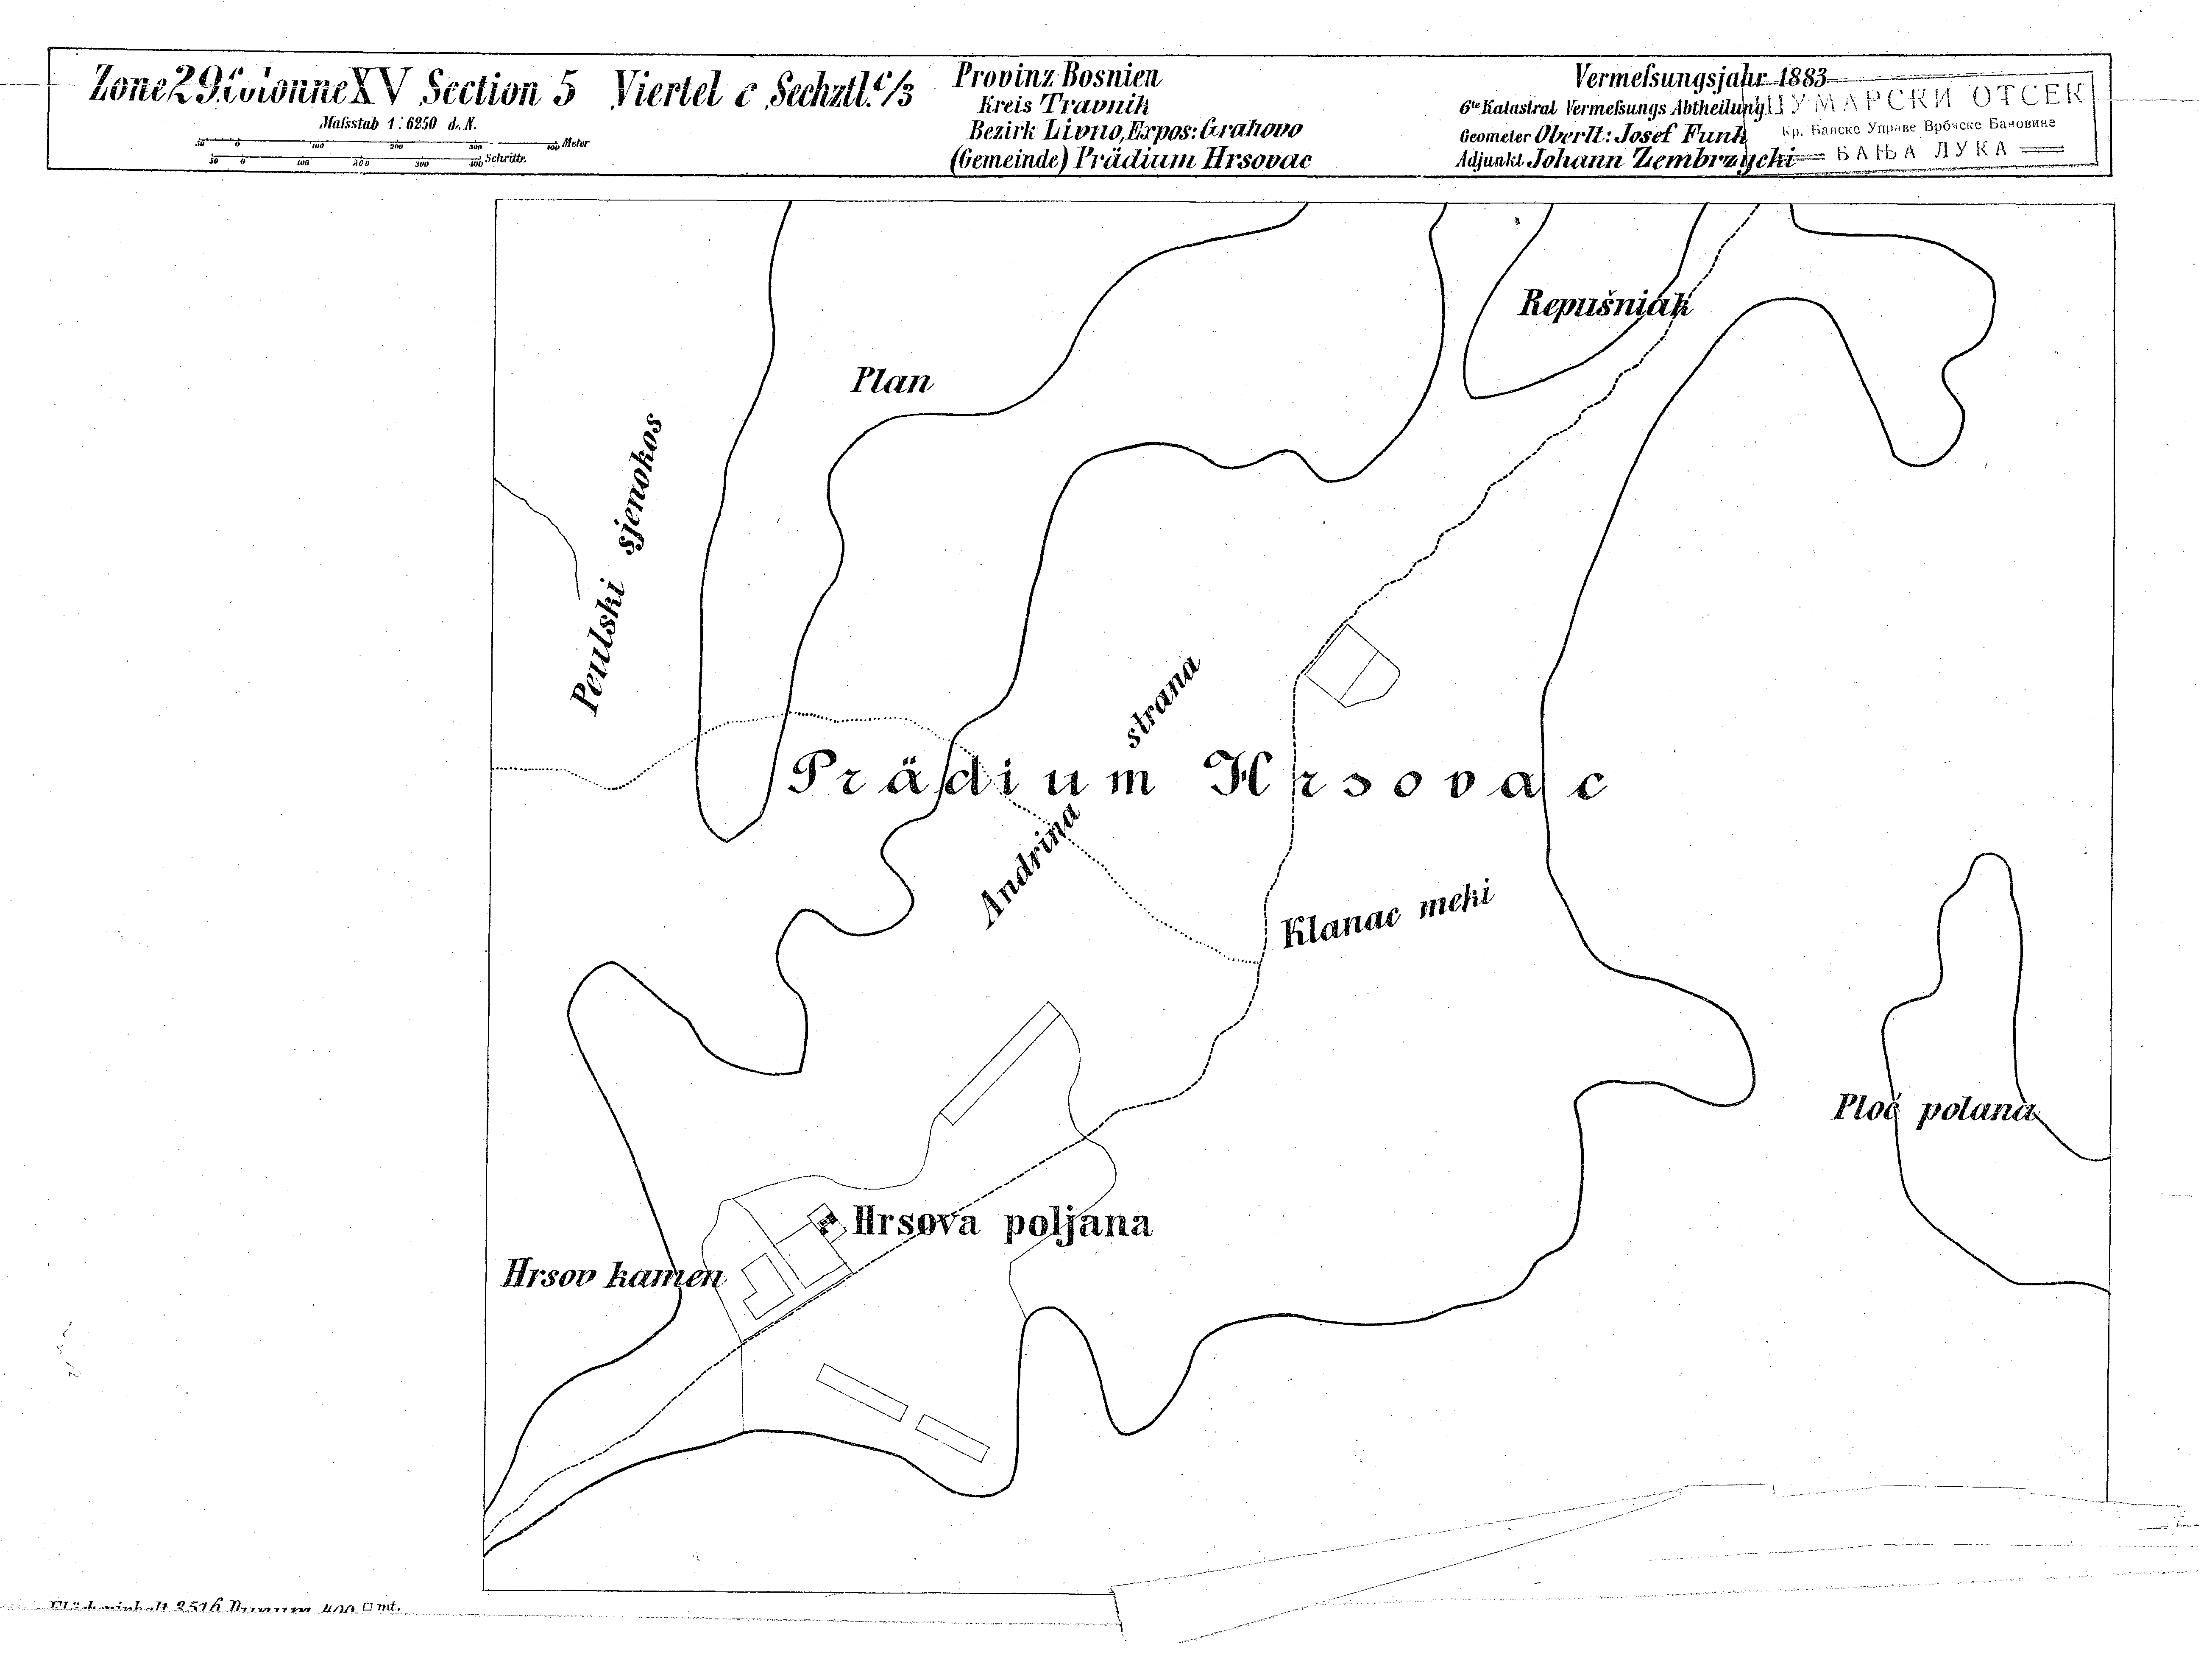 Zone 29. Colonne XV Section 5 Viertel c Sechztl. c/3
Maſsstub 1:6250 d. N.
50 0 100 200 300 400 Meter
50 0 100 200 300 400 Schritte.
Provinz Bosnien
Kreis Travnik
Bezirk Livno, Expos: Grahovo
(Gemeinde) Prädium Hrsovac
Vermeſsungsjahr 1883
6te Katastral Vermeſsungs Abtheilung
Geometer Oberlt: Josef Funk
Adjunkt Johann Ziembrzycki
ШУМАРСКИ ОТСЕК
Кр. Банске Управе Врбаске Бановине
БАЊА ЛУКА
Repušniak
Plan
Peulski sjenokos
Andrina strana
Prädium Hrsovac
Klanac meki
Ploć polana
Hrsova poljana
Hrsov kamen
Flächeninhalt 3516 Dunum 400 □ mt.